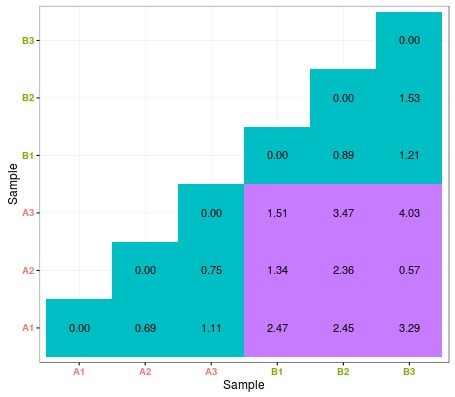 B3 0.00
B2 0.00 1.53
B1 0.00 0.89 1.21
A3 0.00 1.51 3.47 4.03
A2 0.00 0.75 1.34 2.36 0.57
A1 0.00 0.69 1.11 2.47 2.45 3.29
A1 A2 A3 B1 B2 B3
Sample
Sample